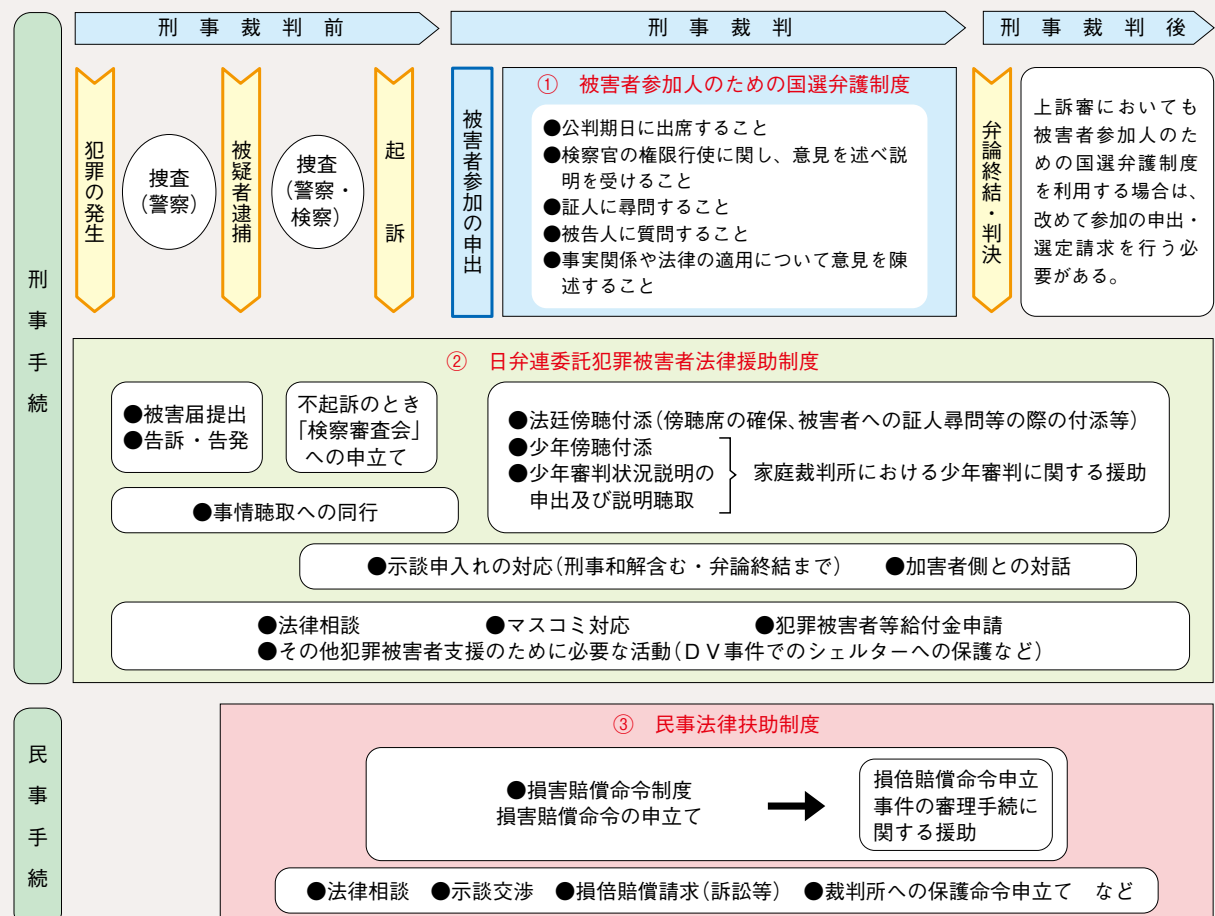 刑事手続
刑事裁判前
刑事裁判
刑事裁判後
犯罪の発生
捜査
(警察)
被疑者逮捕
捜査
(警察・
検察)
起訴
被害者参加の申出
① 被害者参加人のための国選弁護制度
●公判期日に出席すること
●検察官の権限行使に関し、意見を述べ説
明を受けること
●証人に尋問すること
●被告人に質問すること
●事実関係や法律の適用について意見を陳
述すること
弁論終結・判決
上訴審においても
被害者参加人のた
めの国選弁護制度
を利用する場合は、
改めて参加の申出・
選定請求を行う必
要がある。
② 日弁連委託犯罪被害者法律援助制度
●被害届提出
●告訴・告発
不起訴のとき
「検察審査会」
への申立て
●事情聴取への同行
●法廷傍聴付添(傍聴席の確保、被害者への証人尋問等の際の付添等)
●少年傍聴付添
●少年審判状況説明の
申出及び説明聴取
家庭裁判所における少年審判に関する援助
●示談申入れの対応(刑事和解含む・弁論終結まで) ●加害者側との対話
●法律相談 ●マスコミ対応 ●犯罪被害者等給付金申請
●その他犯罪被害者支援のために必要な活動(DV事件でのシェルターへの保護など)
民事手続
③ 民事法律扶助制度
●損害賠償命令制度
損害賠償命令の申立て
損倍賠償命令申立
事件の審理手続に
関する援助
●法律相談 ●示談交渉 ●損倍賠償請求(訴訟等) ●裁判所への保護命令申立て など